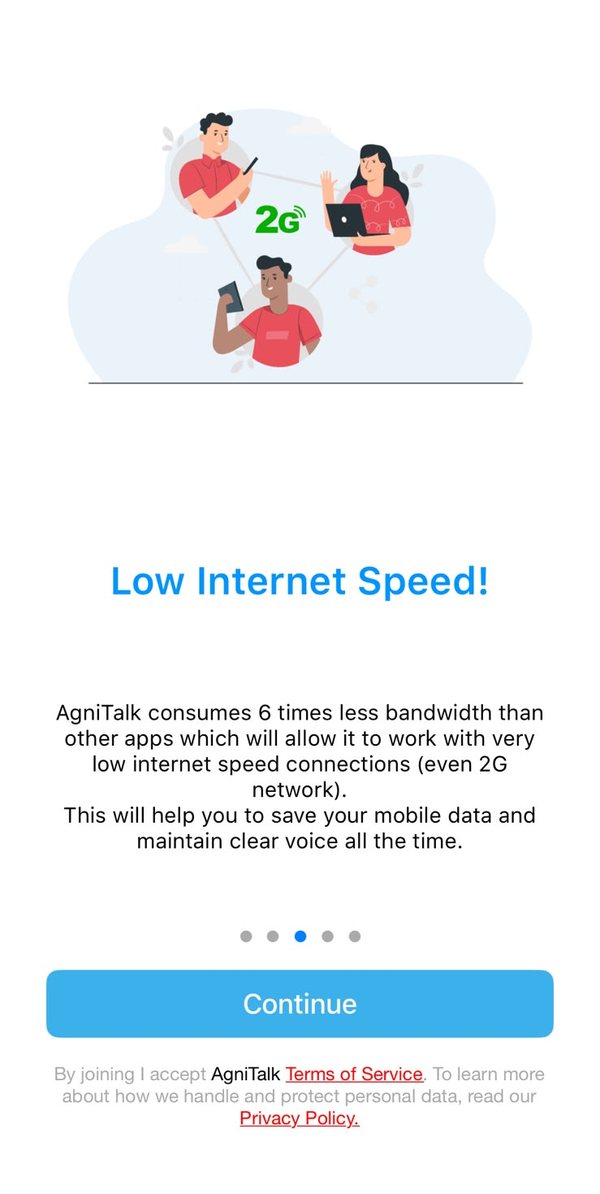 2G
Low Internet Speed!
AgniTalk consumes 6 times less bandwidth than
other apps which will allow it to work with very
low internet speed connections (even 2G
network).
This will help you to save your mobile data and
maintain clear voice all the time.
Continue
By joining I accept AgniTalk Terms of Service. To learn more
about how we handle and protect personal data, read our
Privacy Policy.